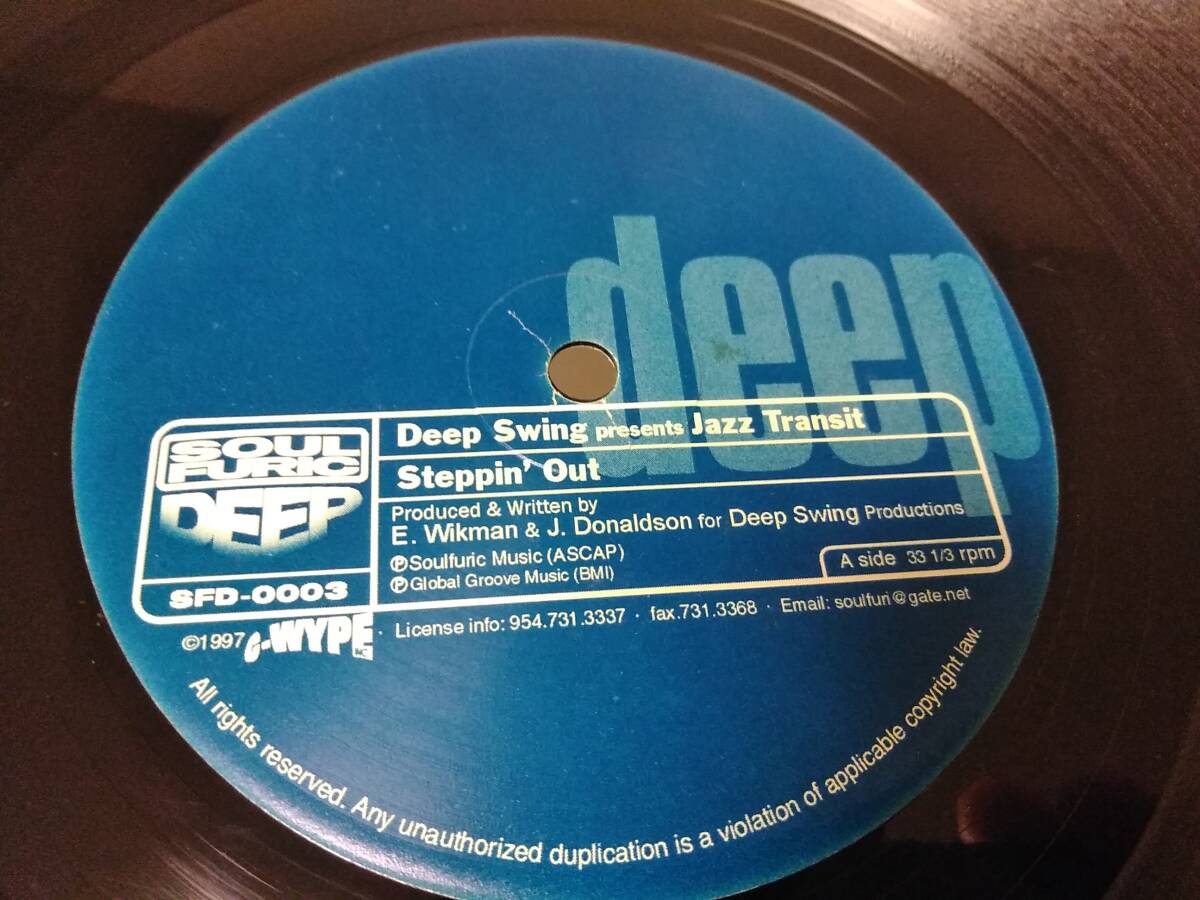 deep
SOUL
FURIC
DEEP
SFD-0003
Deep Swing presents Jazz Transit
Steppin' Out
Produced & Written by
E. Wikman & J. Donaldson for Deep Swing Productions
℗Soulfuric Music (ASCAP)
℗Global Groove Music (BMI)
A side 33 1/3 rpm
©1997 G-WYPE INC. · License info: 954.731.3337 · fax.731.3368 · Email: soulfuri@gate.net
All rights reserved. Any unauthorized duplication is a violation of applicable copyright law.